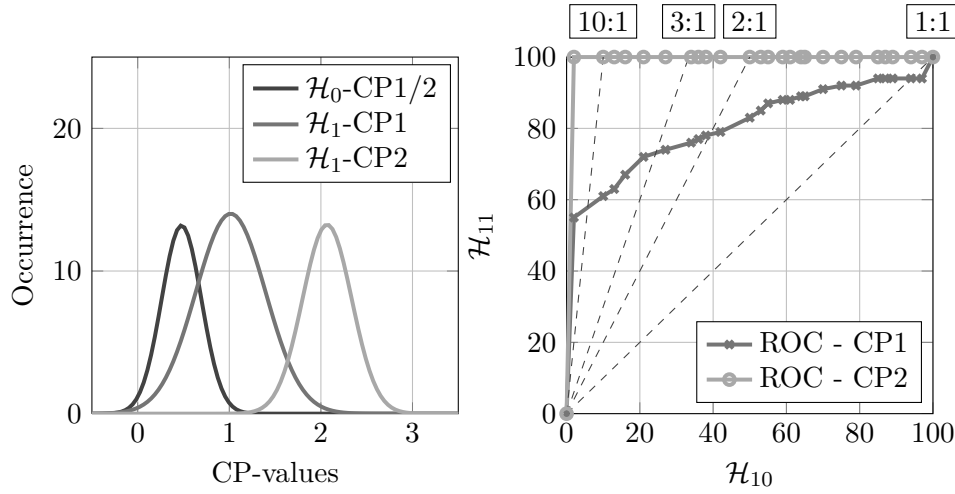 10:1 3:1 2:1 1:1
ℋ₀-CP1/2
ℋ₁-CP1
ℋ₁-CP2
20
10
0
Occurrence
0 1 2 3
CP-values
100
80
60
40
20
0
ℋ₁₁
ROC - CP1
ROC - CP2
0 20 40 60 80 100
ℋ₁₀